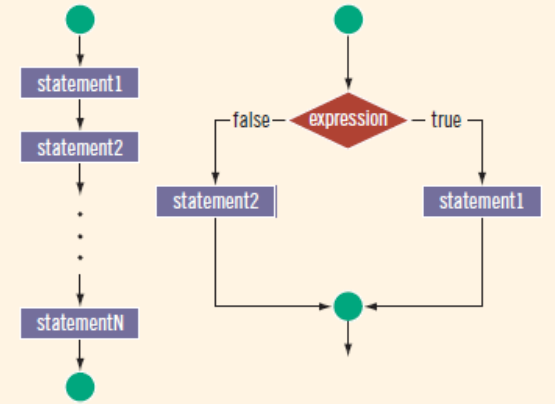 statement1
statement2
statementN
false
expression
true
statement2
statement1